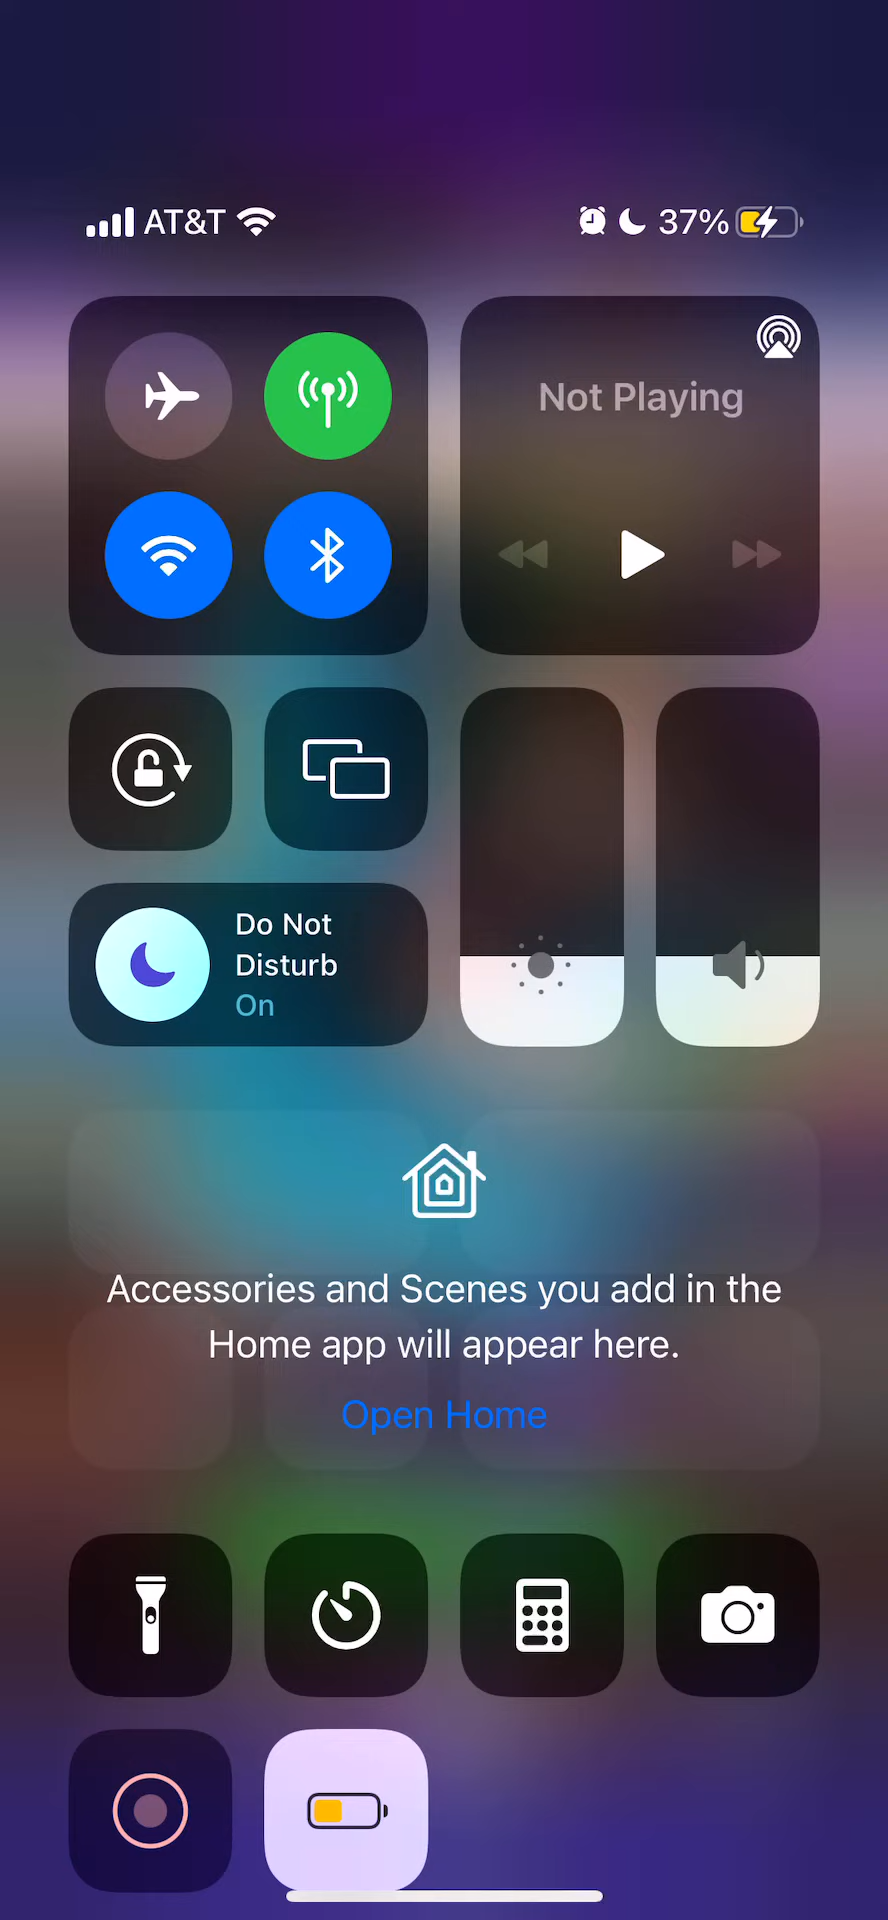 AT&T 37%
Not Playing
Do Not
Disturb
On
Accessories and Scenes you add in the
Home app will appear here.
Open Home